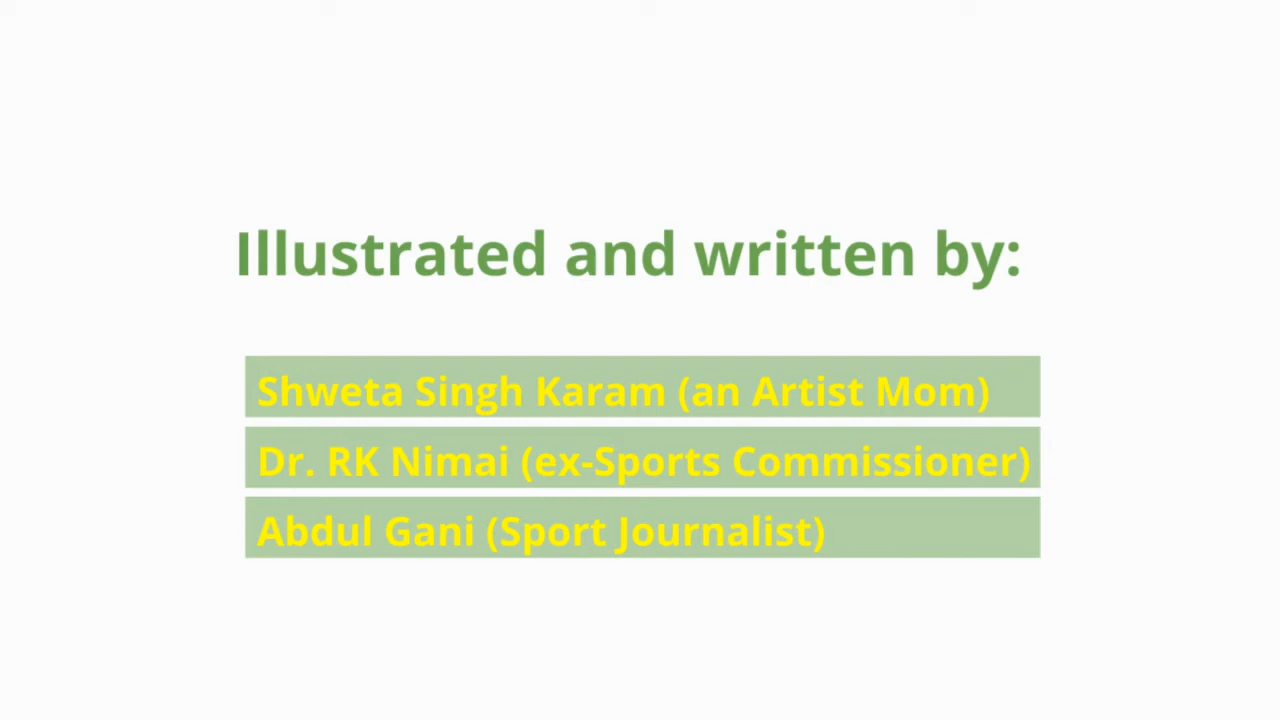 Illustrated and written by:
Shweta Singh Karam (an Artist Mom)
Dr. RK Nimai (ex-Sports Commissioner)
Abdul Gani (Sport Journalist)